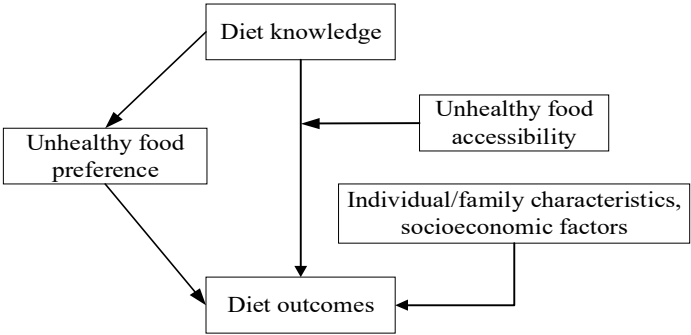 Diet knowledge
Unhealthy food
accessibility
Unhealthy food
preference
Individual/family characteristics,
socioeconomic factors
Diet outcomes